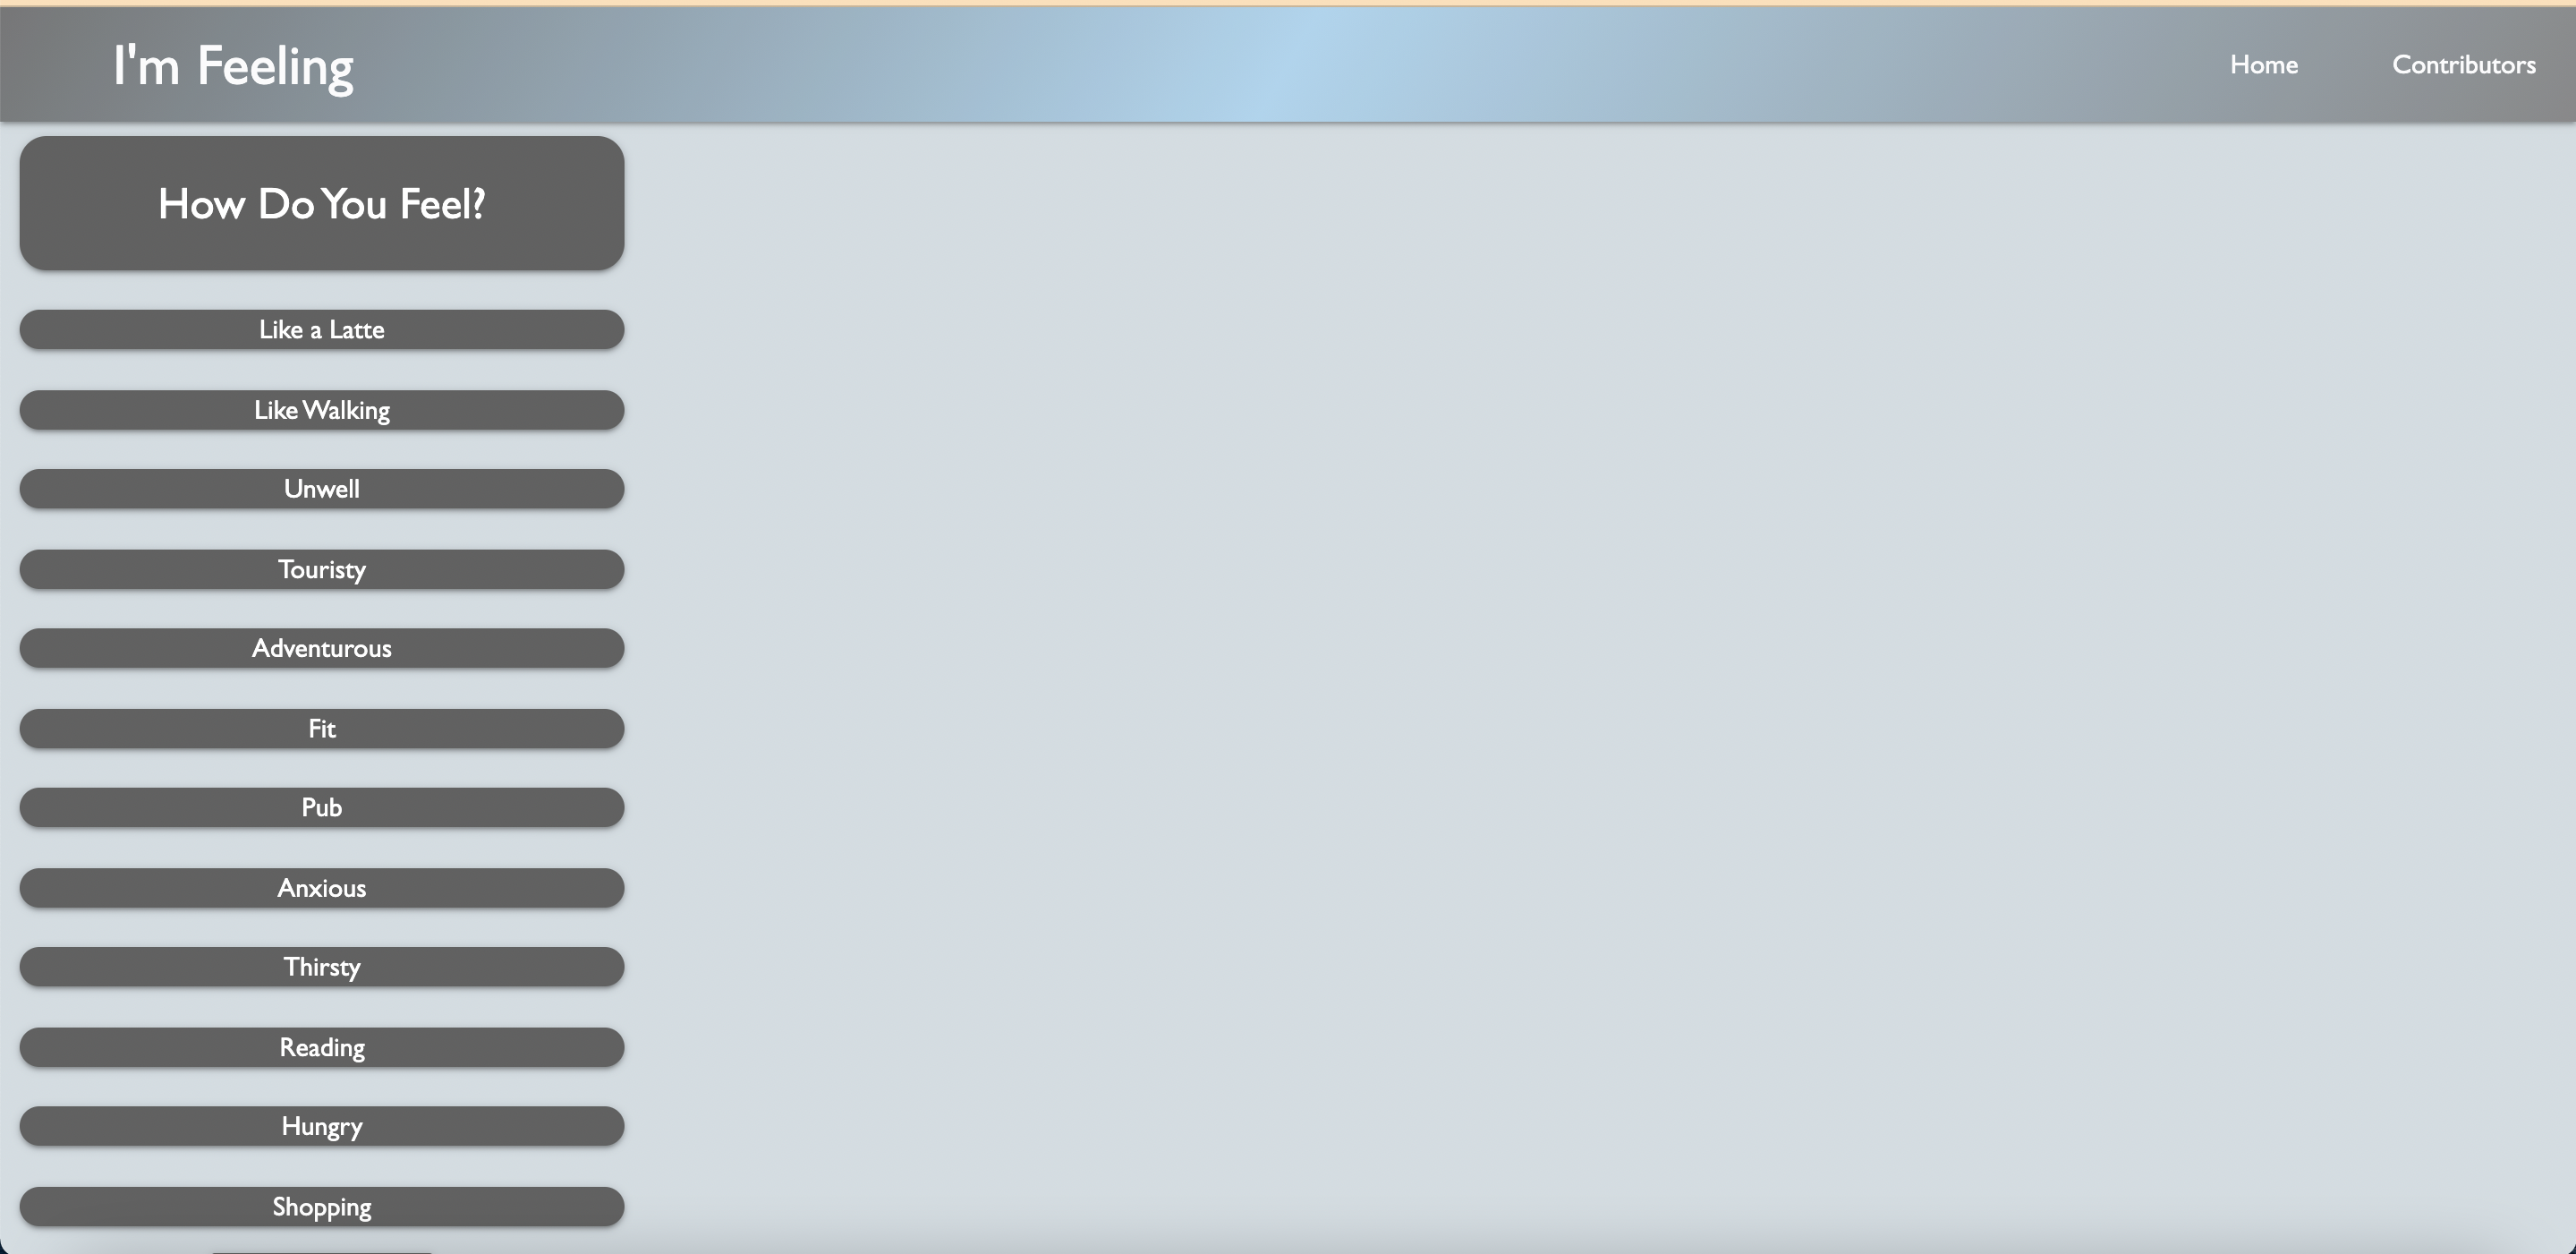 I'm Feeling
Home
Contributors
How Do You Feel?
Like a Latte
Like Walking
Unwell
Touristy
Adventurous
Fit
Pub
Anxious
Thirsty
Reading
Hungry
Shopping